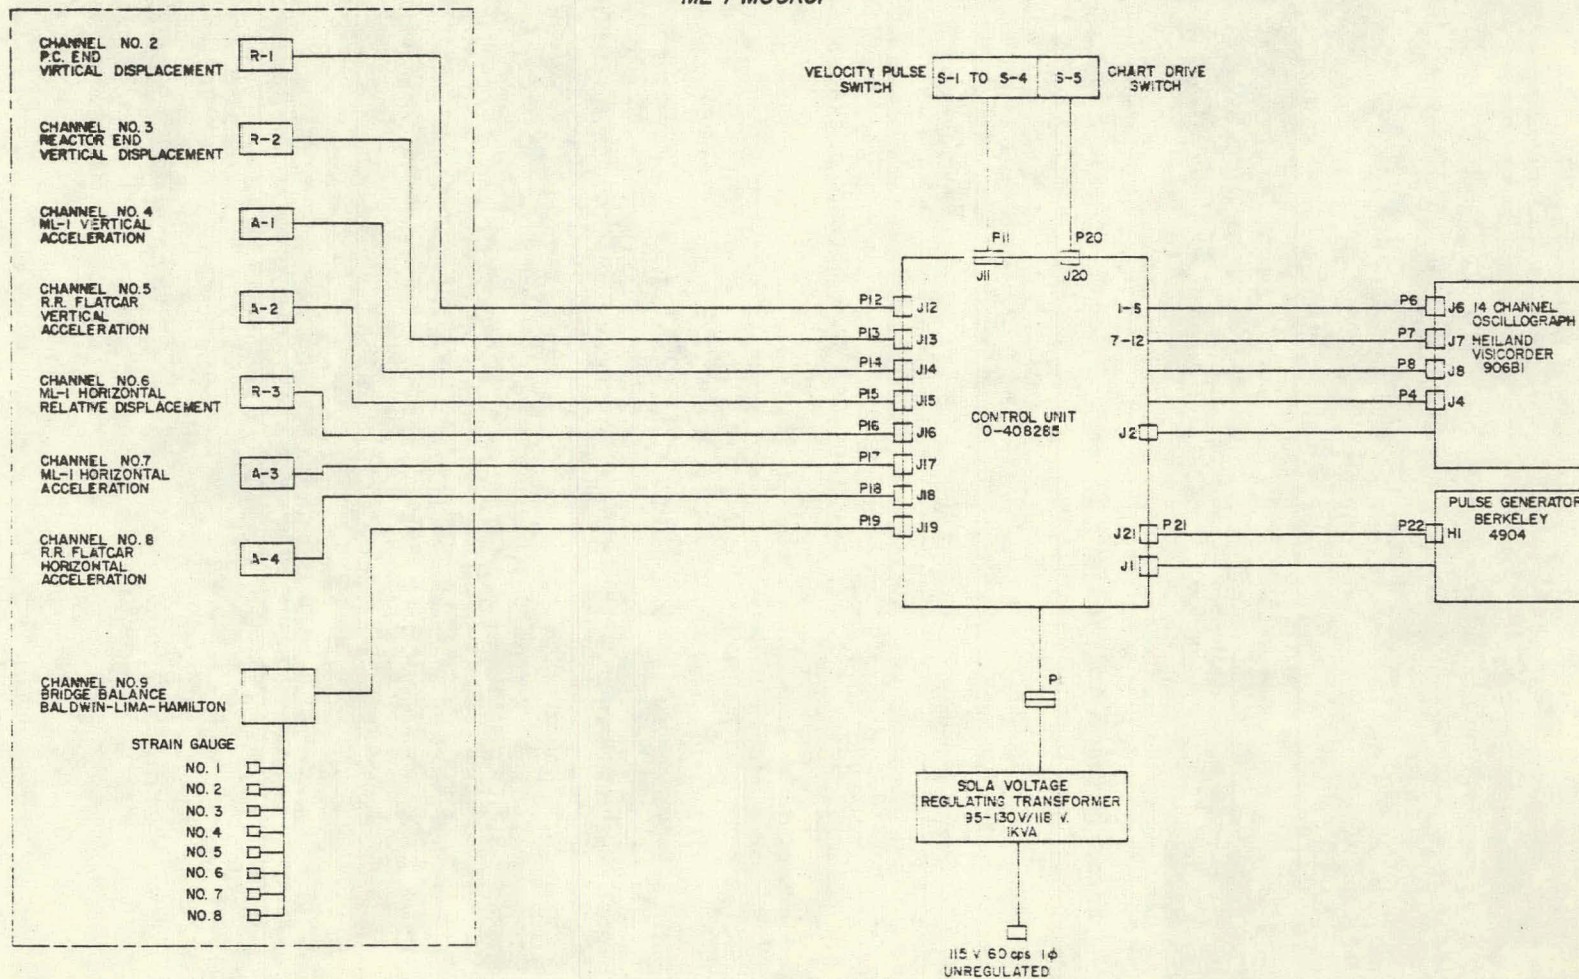 CHANNEL NO. 2
P.C. END
VIRTICAL DISPLACEMENT
R-1
CHANNEL NO. 3
REACTOR END
VERTICAL DISPLACEMENT
R-2
CHANNEL NO. 4
ML-1 VERTICAL
ACCELERATION
A-1
CHANNEL NO.5
R.R. FLATCAR
VERTICAL
ACCELERATION
A-2
CHANNEL NO.6
ML-1 HORIZONTAL
RELATIVE DISPLACEMENT
R-3
CHANNEL NO.7
ML-1 HORIZONTAL
ACCELERATION
A-3
CHANNEL NO. 8
R.R. FLATCAR
HORIZONTAL
ACCELERATION
A-4
CHANNEL NO.9
BRIDGE BALANCE
BALDWIN-LIMA-HAMILTON
STRAIN GAUGE
NO. 1
NO. 2
NO. 3
NO. 4
NO. 5
NO. 6
NO. 7
NO. 8
VELOCITY PULSE
SWITCH
S-1 TO S-4
S-5
CHART DRIVE
SWITCH
P11
J11
P20
J20
P12
J12
P13
J13
P14
J14
P15
J15
P16
J16
P17
J17
P18
J18
P19
J19
CONTROL UNIT
0-408285
1-5
7-12
J2
J21
P21
J1
P6
J6
P7
J7
P8
J8
P4
J4
14 CHANNEL
OSCILLOGRAPH
HEILAND
VISICORDER
906B1
PULSE GENERATOR
BERKELEY
4904
P22
H1
SOLA VOLTAGE
REGULATING TRANSFORMER
95-130V/118 V.
1KVA
115 V 60 cps 1ϕ
UNREGULATED